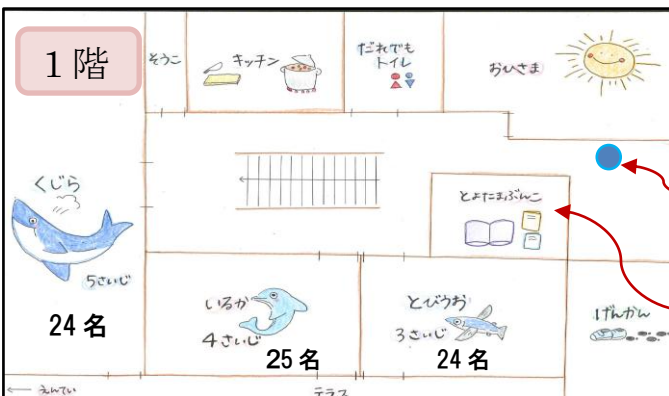 1階
そうこ
キッチン
だれでも
トイレ
おひさま
くじら
5さいじ
24名
とよたまぶんこ
いるか
4さいじ
25名
とびうお
3さいじ
24名
げんかん
← えんてい
テラス